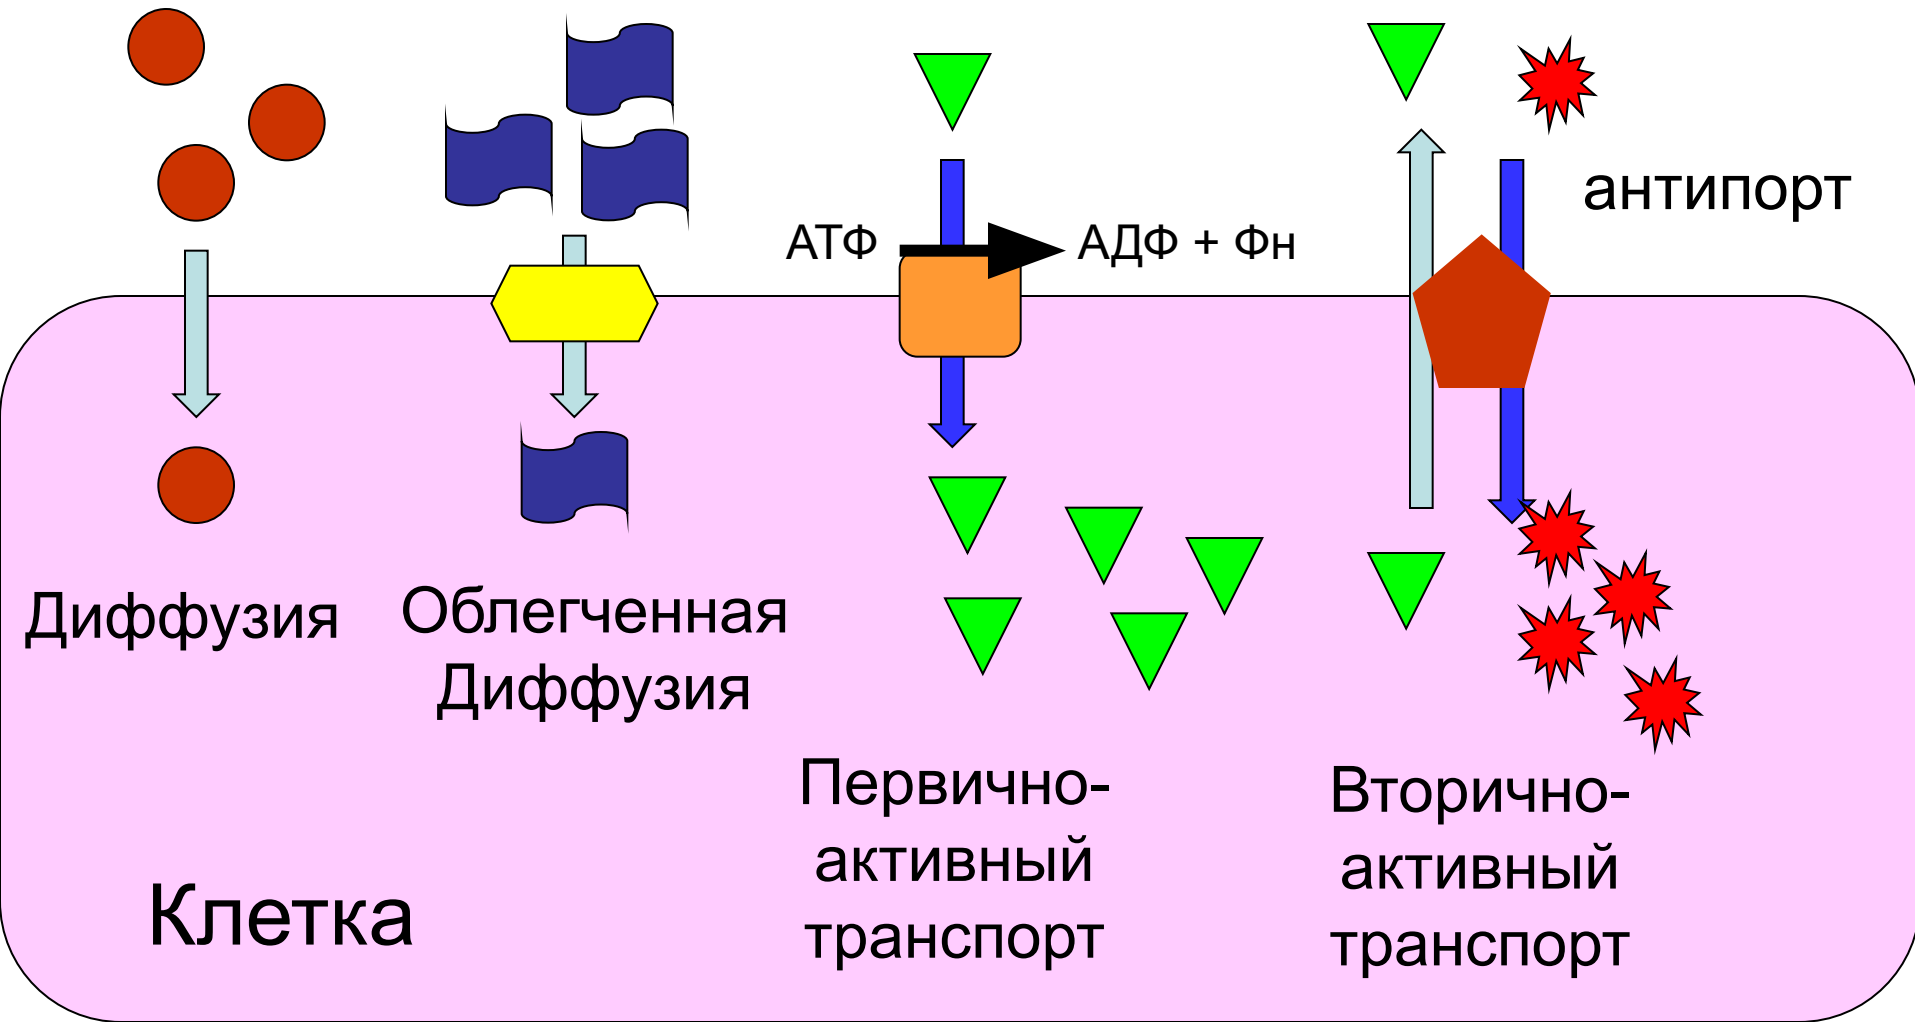 антипорт
АТФ
АДФ + Фн
Диффузия
Облегченная
Диффузия
Первично-
активный
транспорт
Вторично-
активный
транспорт
Клетка